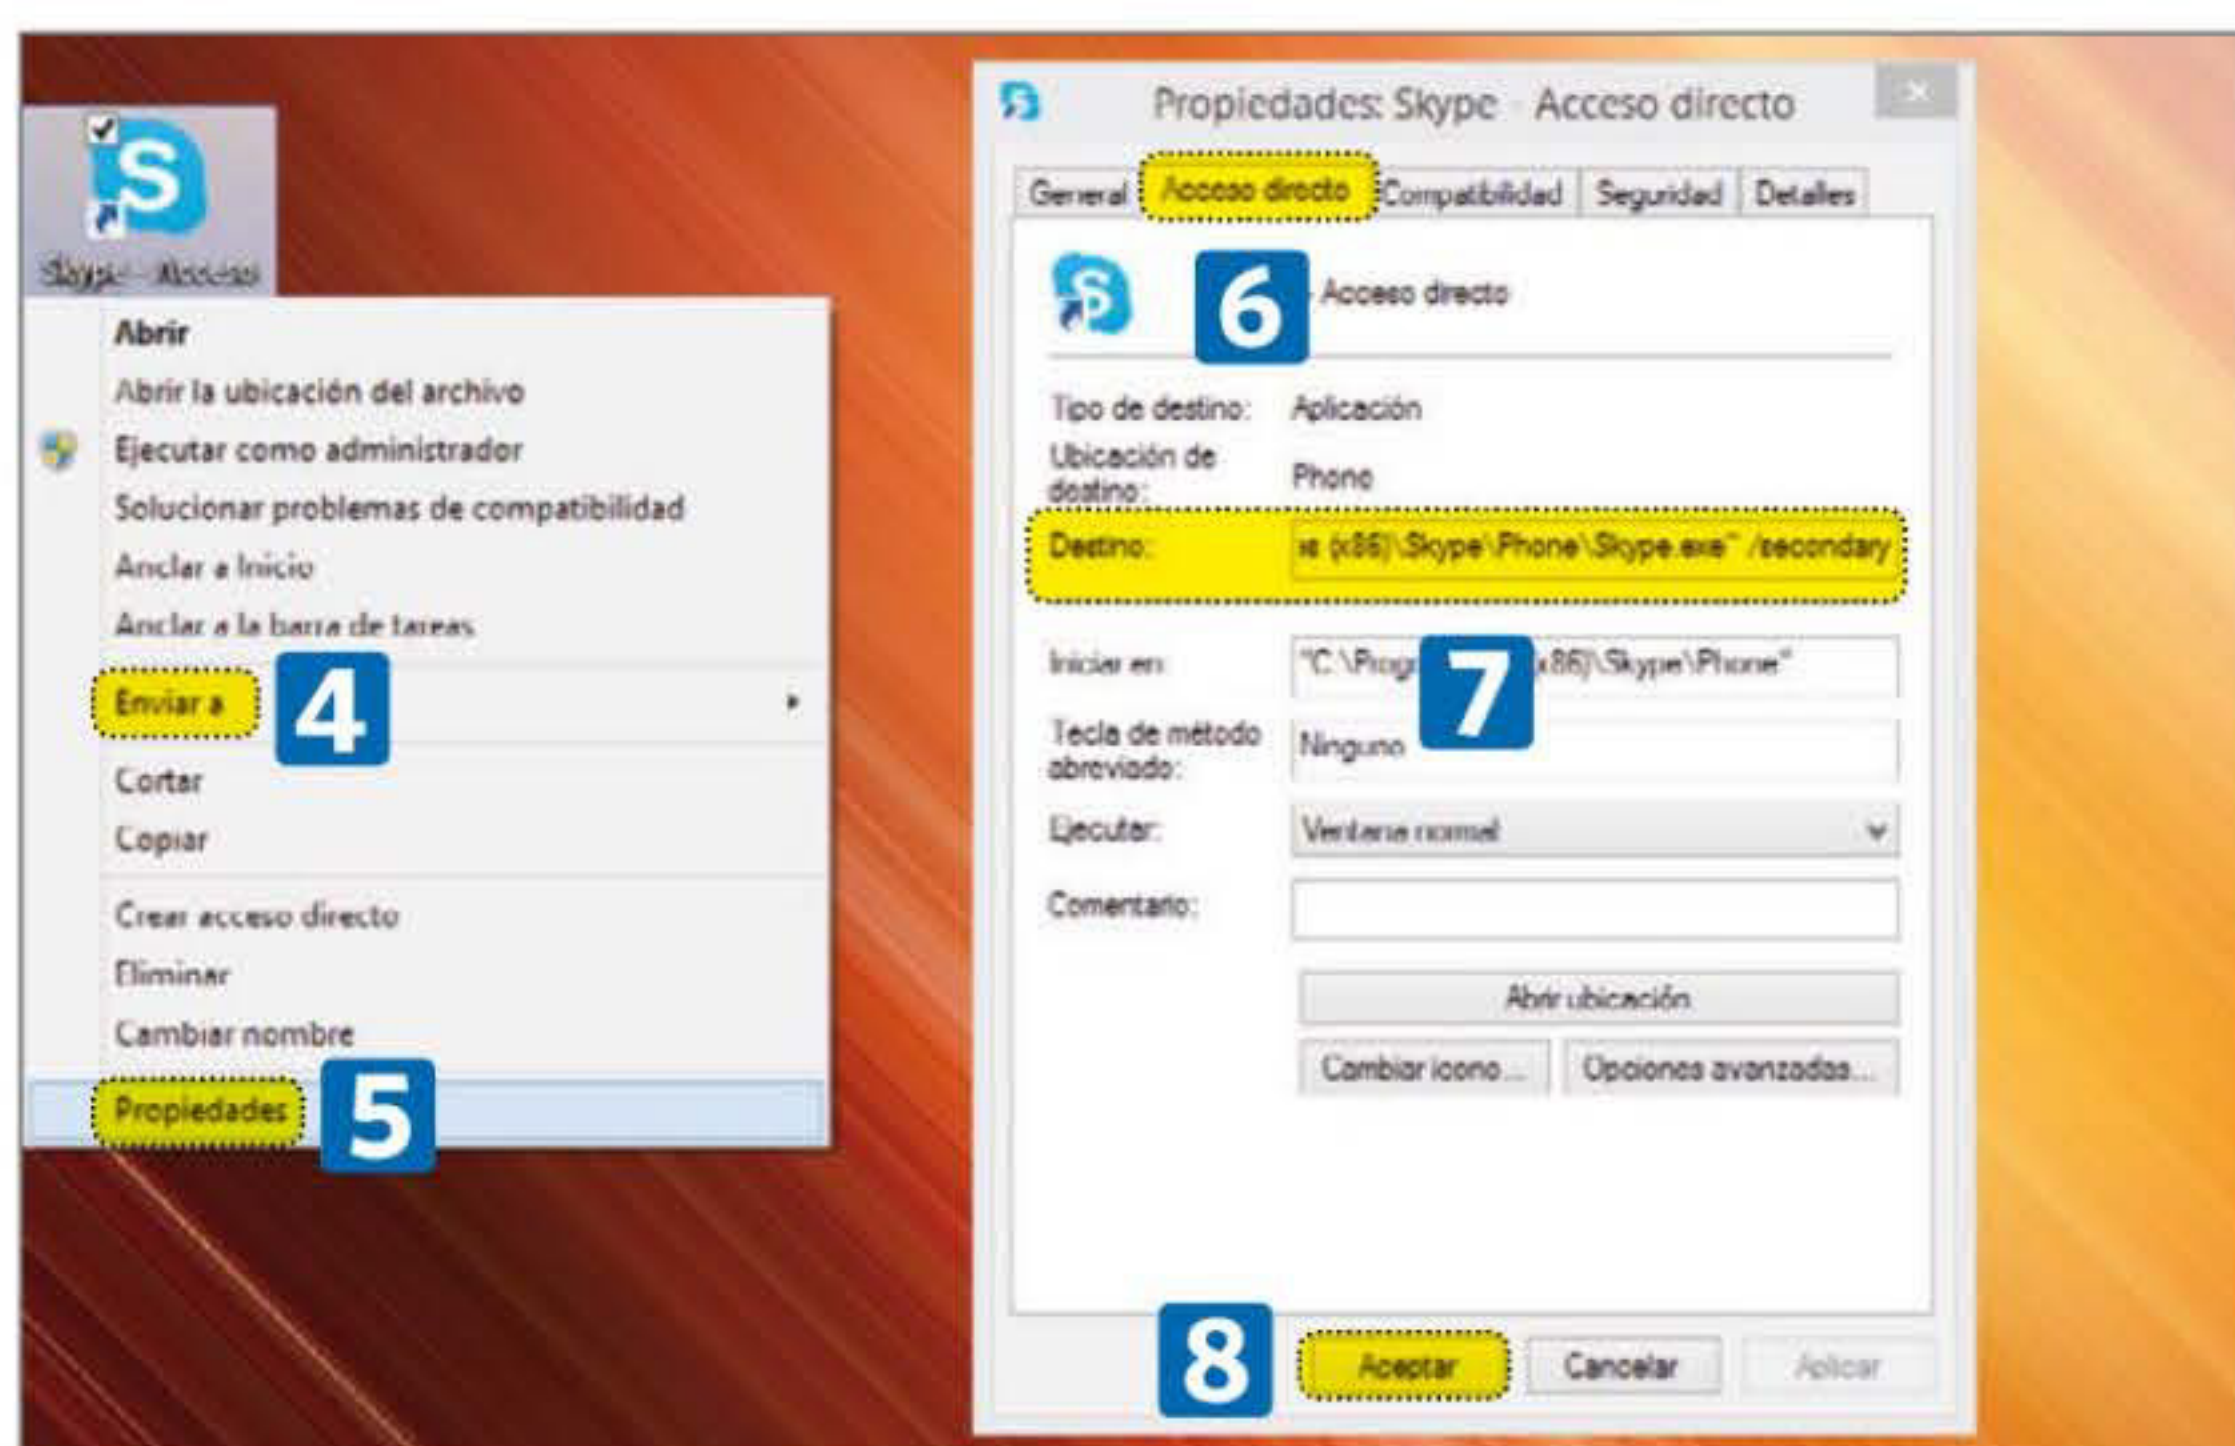 Skype - Acceso
Abrir
Abrir la ubicación del archivo
Ejecutar como administrador
Solucionar problemas de compatibilidad
Anclar a Inicio
Anclar a la barra de tareas
Enviar a
4
Cortar
Copiar
Crear acceso directo
Eliminar
Cambiar nombre
Propiedades
5
Propiedades: Skype - Acceso directo
General Acceso directo Compatibilidad Seguridad Detalles
6
- Acceso directo
Tipo de destino: Aplicación
Ubicación de
destino: Phone
Destino: (x86)\Skype\Phone\Skype.exe" /secondary
Iniciar en: "C:\Prog x86)\Skype\Phone"
7
Tecla de método
abreviado: Ninguno
Ejecutar: Ventana normal
Comentario:
Abrir ubicación
Cambiar icono... Opciones avanzadas...
8
Aceptar Cancelar Aplicar